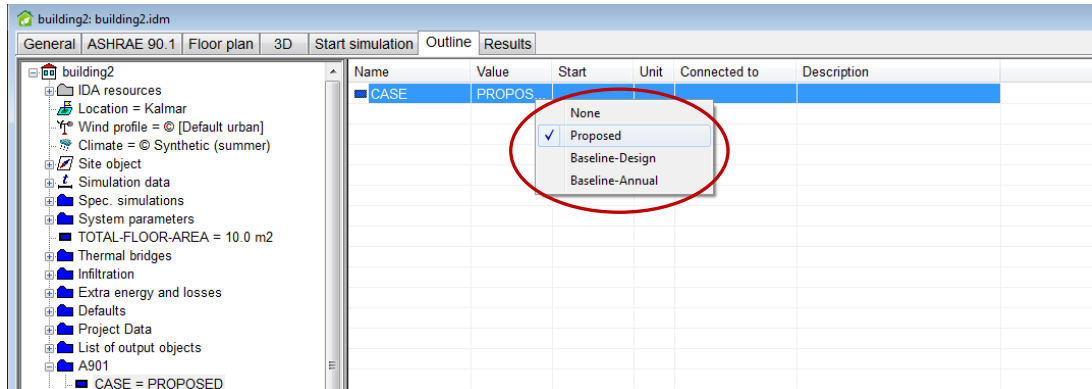 building2: building2.idm
General ASHRAE 90.1 Floor plan 3D Start simulation Outline Results
building2
IDA resources
Location = Kalmar
Wind profile = © [Default urban]
Climate = © Synthetic (summer)
Site object
Simulation data
Spec. simulations
System parameters
TOTAL-FLOOR-AREA = 10.0 m2
Thermal bridges
Infiltration
Extra energy and losses
Defaults
Project Data
List of output objects
A901
CASE = PROPOSED
Name Value Start Unit Connected to Description
CASE PROPOS...
None
Proposed
Baseline-Design
Baseline-Annual